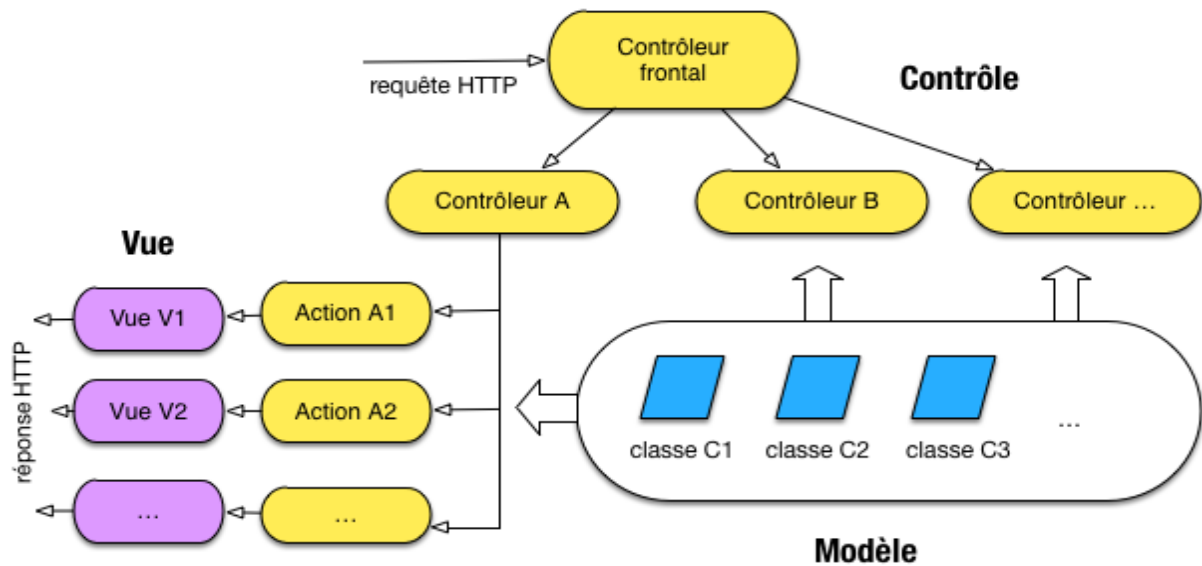 Contrôleur
frontal
requête HTTP
Contrôle
Contrôleur A
Contrôleur B
Contrôleur ...
Vue
Vue V1
Action A1
Vue V2
Action A2
...
...
réponse HTTP
classe C1
classe C2
classe C3
...
Modèle